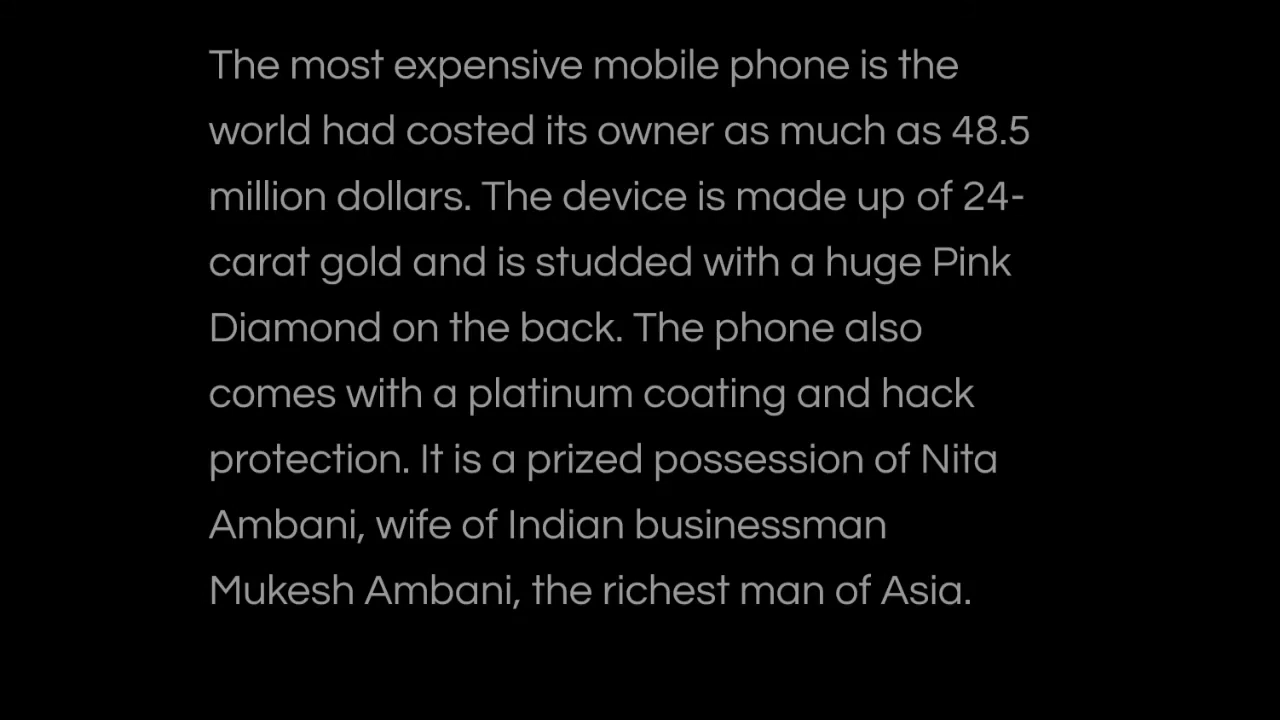 The most expensive mobile phone is the
world had costed its owner as much as 48.5
million dollars. The device is made up of 24-
carat gold and is studded with a huge Pink
Diamond on the back. The phone also
comes with a platinum coating and hack
protection. It is a prized possession of Nita
Ambani, wife of Indian businessman
Mukesh Ambani, the richest man of Asia.